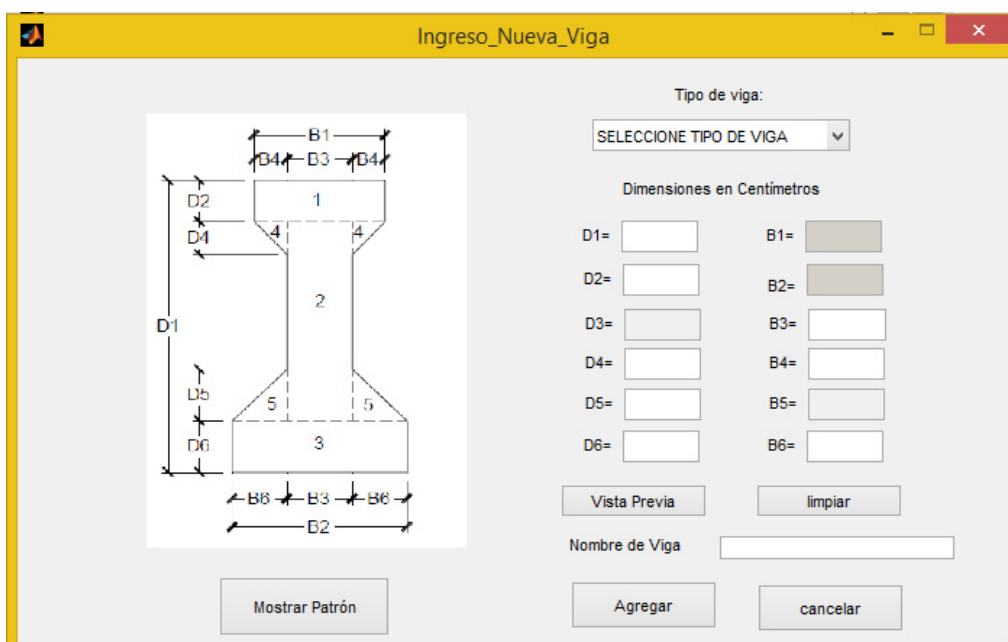 Ingreso_Nueva_Viga
Tipo de viga:
SELECCIONE TIPO DE VIGA
Dimensiones en Centímetros
D1= B1=
D2= B2=
D3= B3=
D4= B4=
D5= B5=
D6= B6=
Vista Previa limpiar
Nombre de Viga
Agregar cancelar
B1
B4 B3 B4
D2 1
D4 4 4
2
D1
D5 5 5
D6 3
B6 B3 B6
B2
Mostrar Patrón